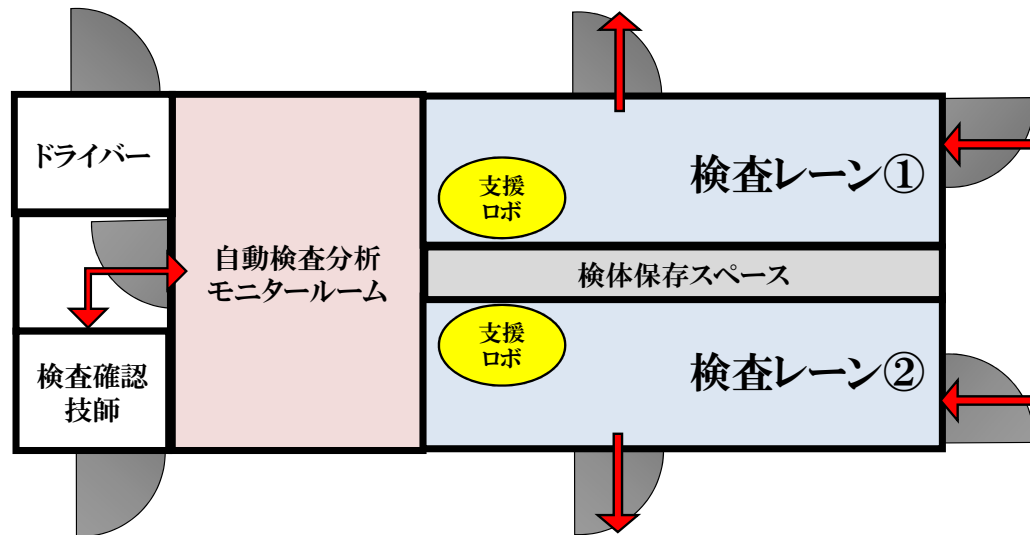 ドライバー
検査確認
技師
自動検査分析
モニタールーム
支援
ロボ
検査レーン①
検体保存スペース
支援
ロボ
検査レーン②